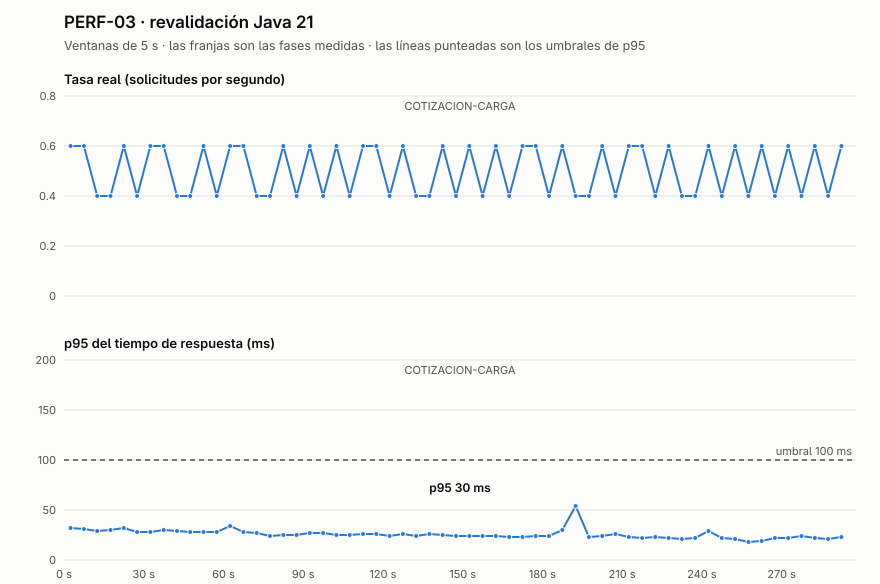 PERF-03 · revalidación Java 21
Ventanas de 5 s · las franjas son las fases medidas · las líneas punteadas son los umbrales de p95
Tasa real (solicitudes por segundo)
0.8
COTIZACION-CARGA
0.6
0.4
0.2
0
p95 del tiempo de respuesta (ms)
200
COTIZACION-CARGA
150
umbral 100 ms
100
p95 30 ms
50
0
0 s 30 s 60 s 90 s 120 s 150 s 180 s 210 s 240 s 270 s